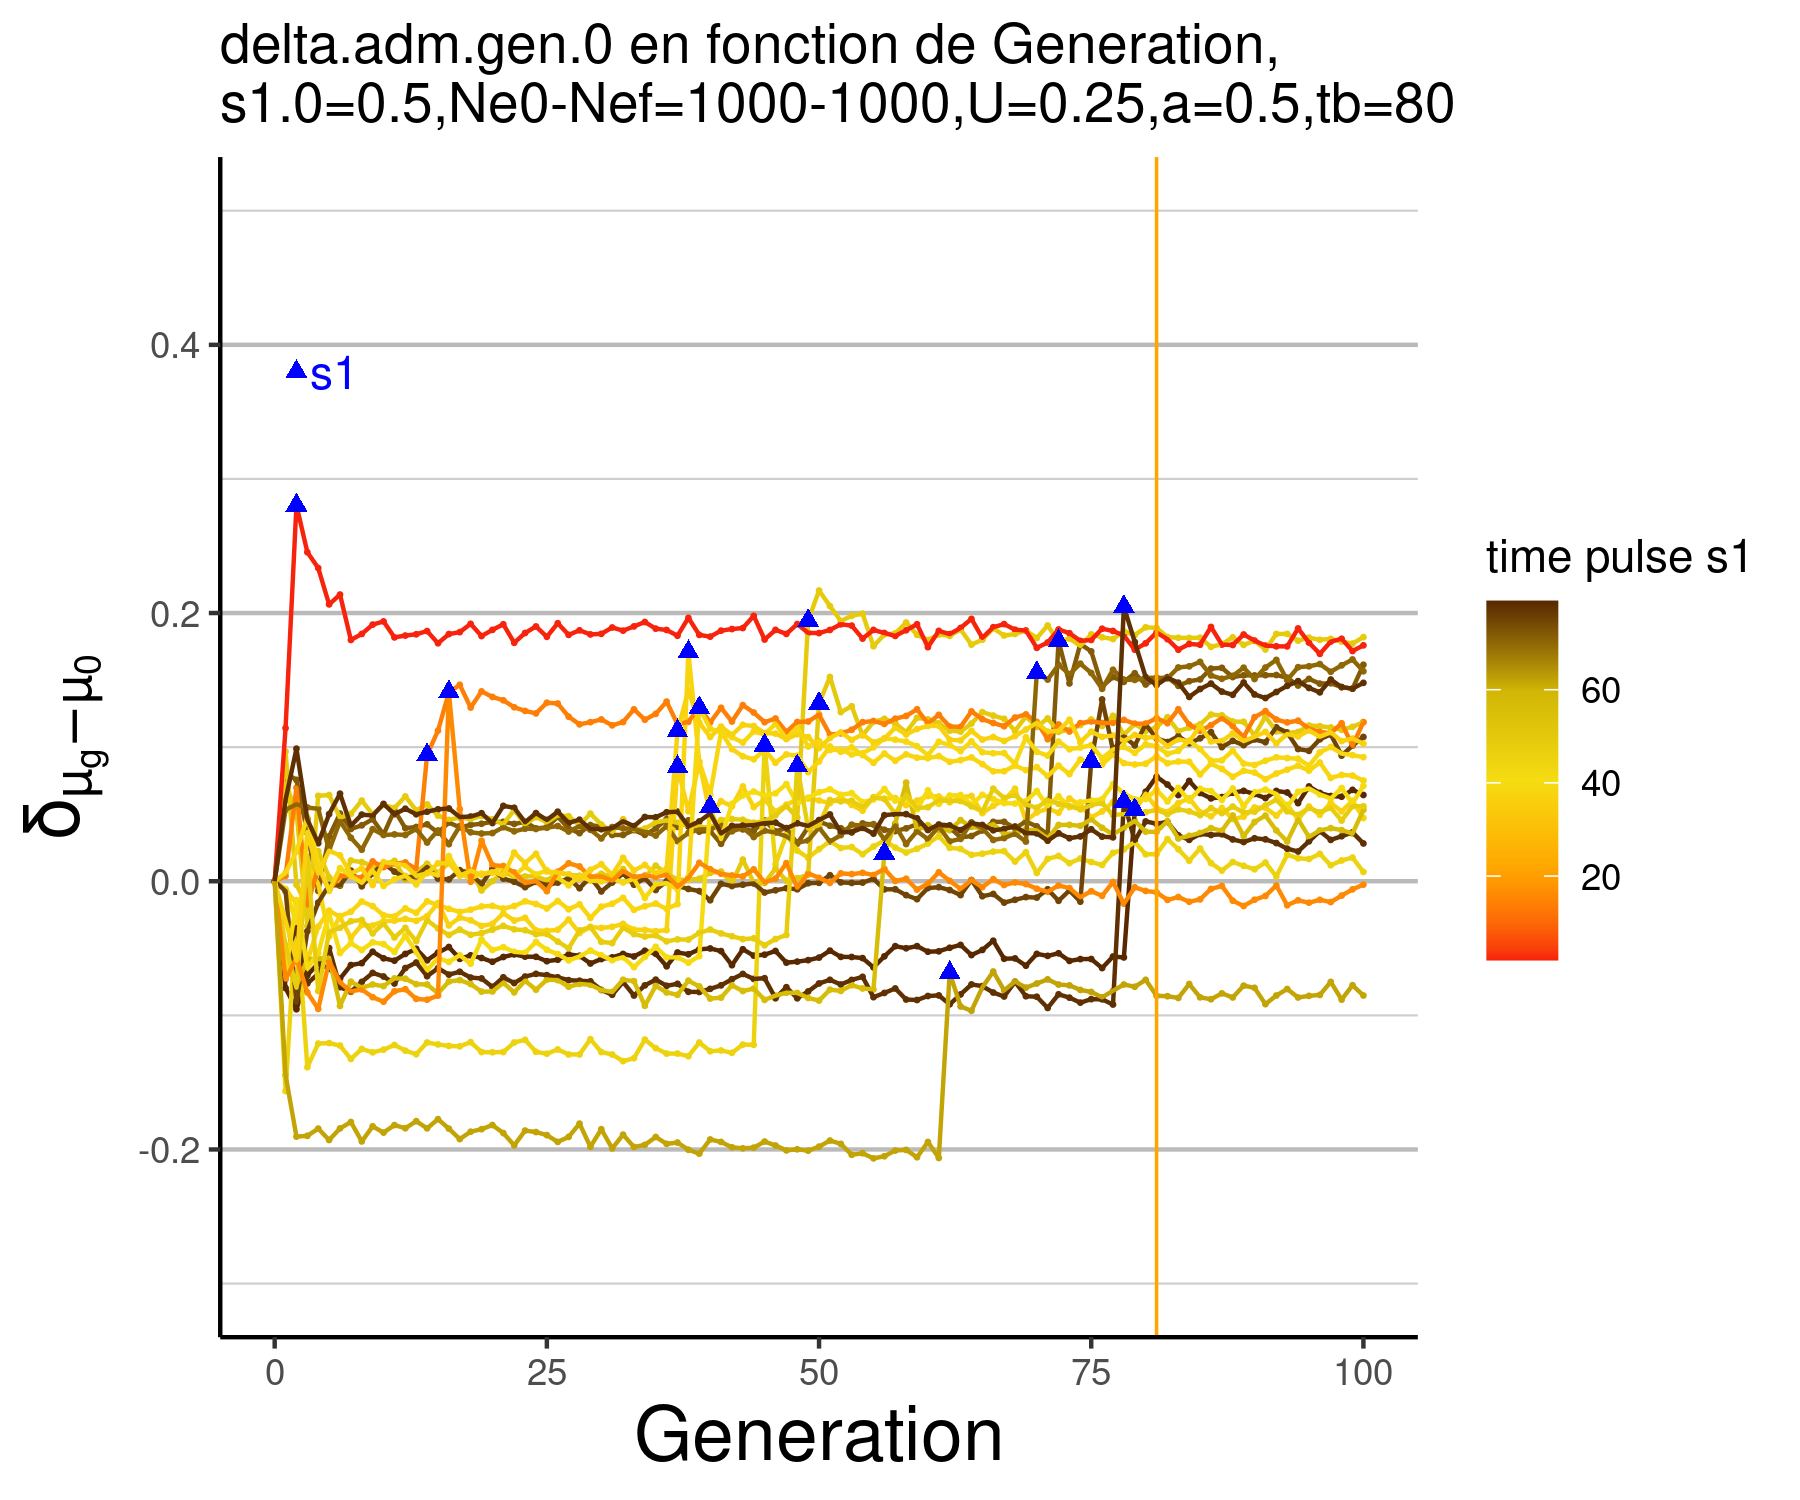 delta.adm.gen.0 en fonction de Generation,
s1.0=0.5,Ne0-Nef=1000-1000,U=0.25,a=0.5,tb=80
δμg−μ0
0.4
0.2
0.0
-0.2
s1
0 25 50 75 100
Generation
time pulse s1
60
40
20